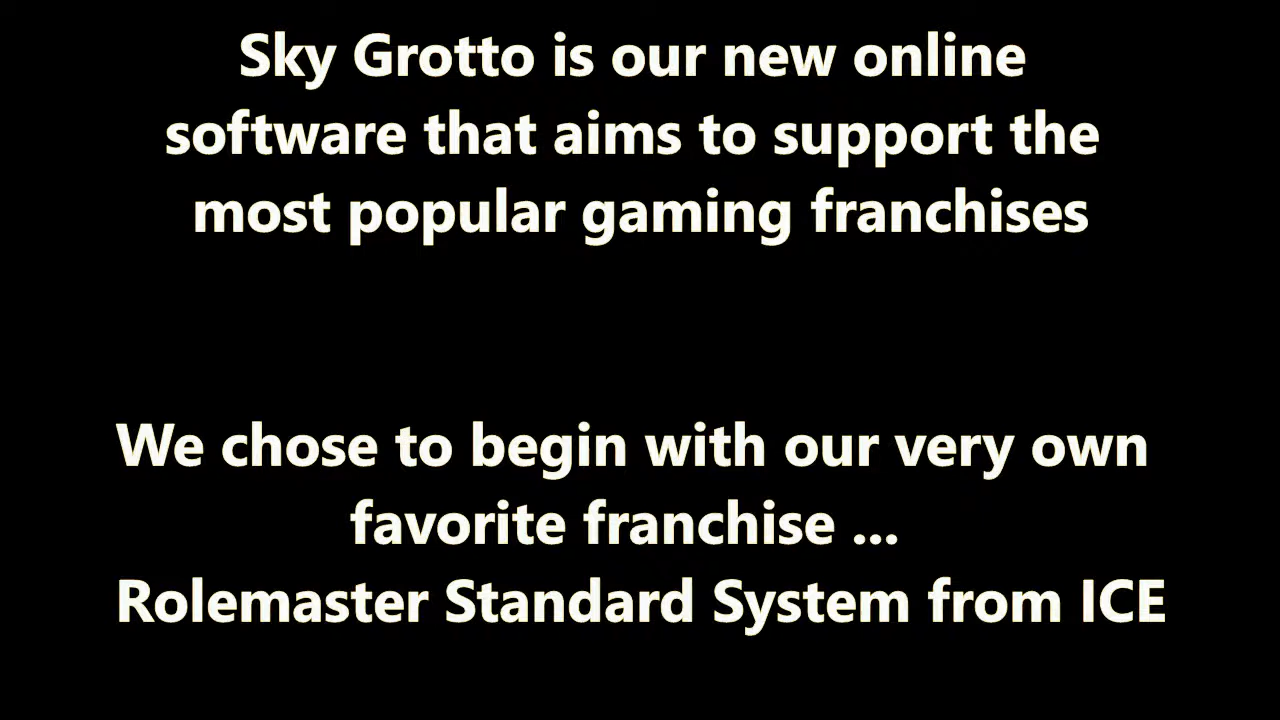 Sky Grotto is our new online
software that aims to support the
most popular gaming franchises
We chose to begin with our very own
favorite franchise ...
Rolemaster Standard System from ICE